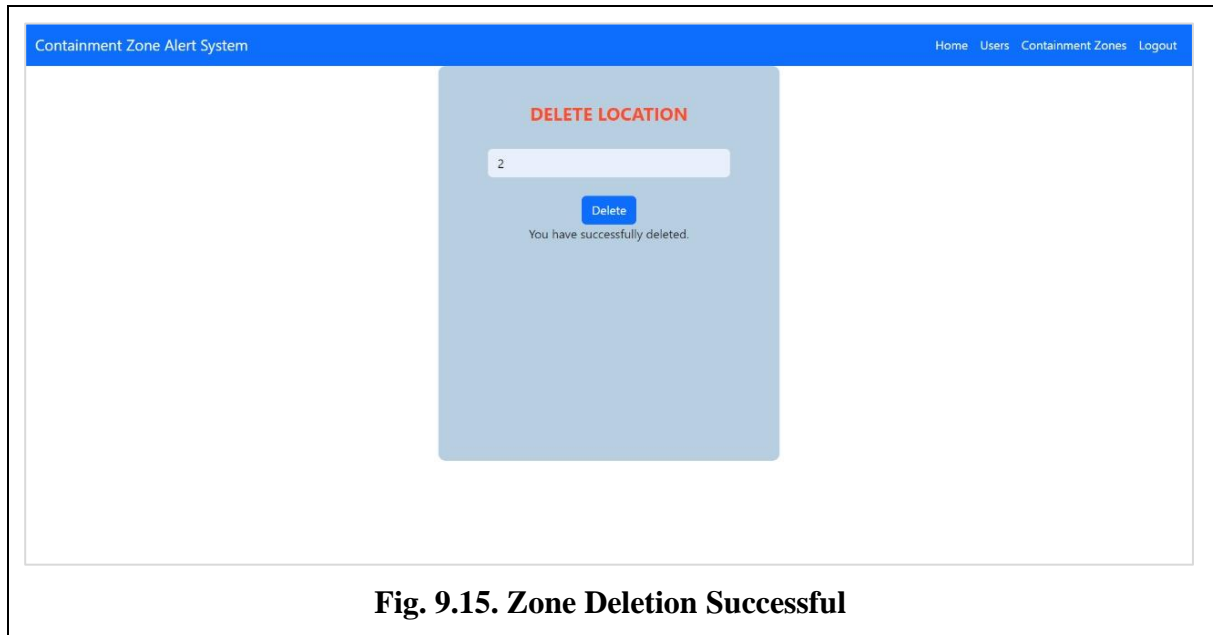 Containment Zone Alert System
Home Users Containment Zones Logout
DELETE LOCATION
2
Delete
You have successfully deleted.
Fig. 9.15. Zone Deletion Successful